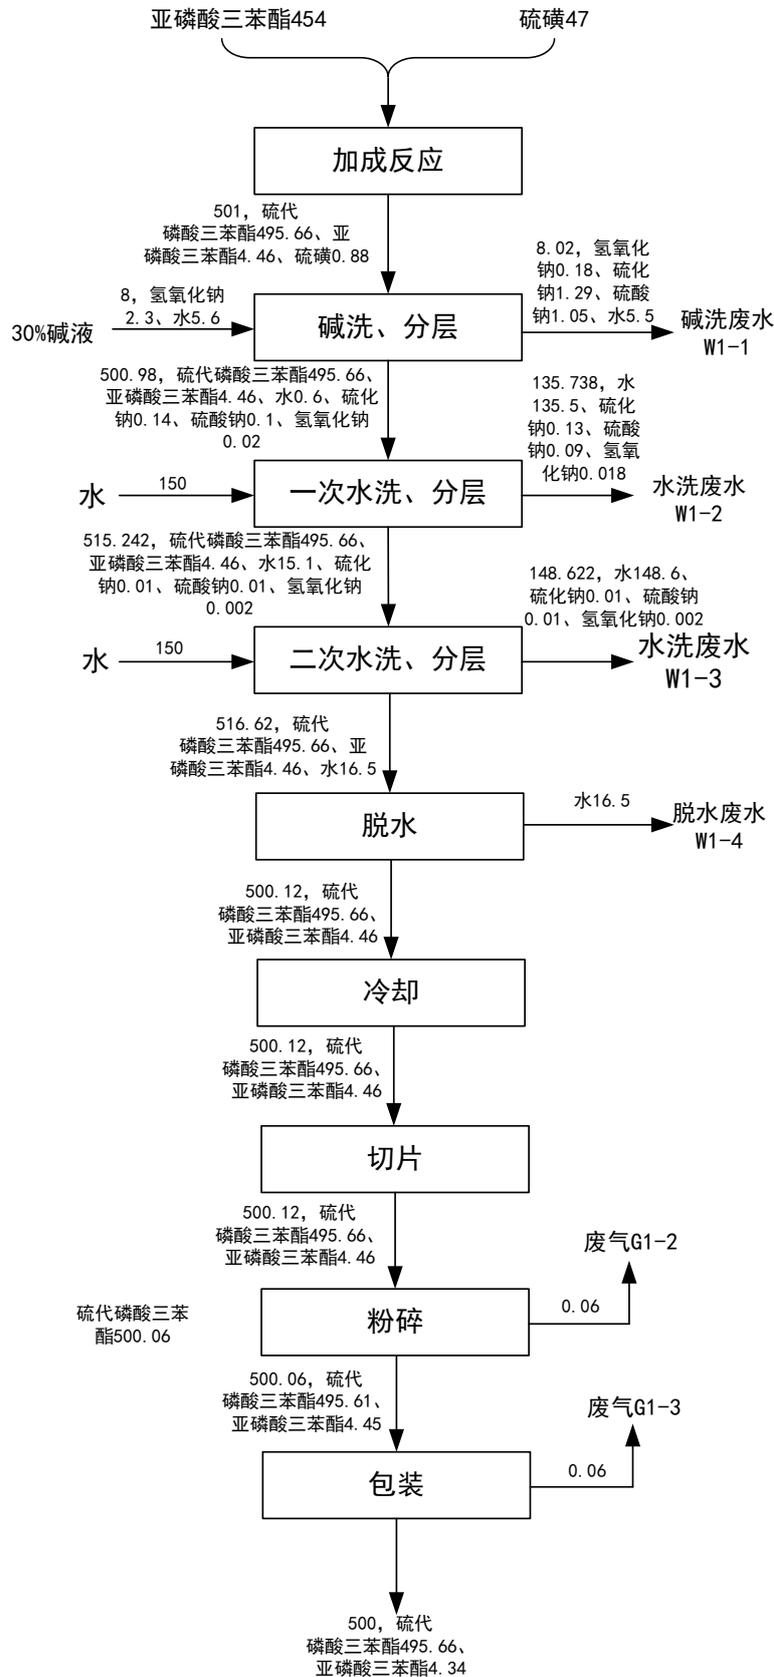 亚磷酸三苯酯454
硫磺47
加成反应
501，硫代
磷酸三苯酯495.66、亚
磷酸三苯酯4.46、硫磺0.88
8，氢氧化钠
2.3、水5.6
30%碱液
碱洗、分层
8.02，氢氧化
钠0.18、硫化
钠1.29、硫酸
钠1.05、水5.5
碱洗废水
W1-1
500.98，硫代磷酸三苯酯495.66、
亚磷酸三苯酯4.46、水0.6、硫化
钠0.14、硫酸钠0.1、氢氧化钠
0.02
水
150
一次水洗、分层
135.738，水
135.5、硫化
钠0.13、硫酸
钠0.09、氢氧
化钠0.018
水洗废水
W1-2
515.242，硫代磷酸三苯酯495.66、
亚磷酸三苯酯4.46、水15.1、硫化
钠0.01、硫酸钠0.01、氢氧化钠
0.002
水
150
二次水洗、分层
148.622，水148.6、
硫化钠0.01、硫酸钠
0.01、氢氧化钠0.002
水洗废水
W1-3
516.62，硫代
磷酸三苯酯495.66、亚
磷酸三苯酯4.46、水16.5
脱水
水16.5
脱水废水
W1-4
500.12，硫代
磷酸三苯酯495.66、
亚磷酸三苯酯4.46
冷却
500.12，硫代
磷酸三苯酯495.66、
亚磷酸三苯酯4.46
切片
500.12，硫代
磷酸三苯酯495.66、
亚磷酸三苯酯4.46
废气G1-2
硫代磷酸三苯
酯500.06
粉碎
0.06
500.06，硫代
磷酸三苯酯495.61、
亚磷酸三苯酯4.45
废气G1-3
包装
0.06
500，硫代
磷酸三苯酯495.66、
亚磷酸三苯酯4.34